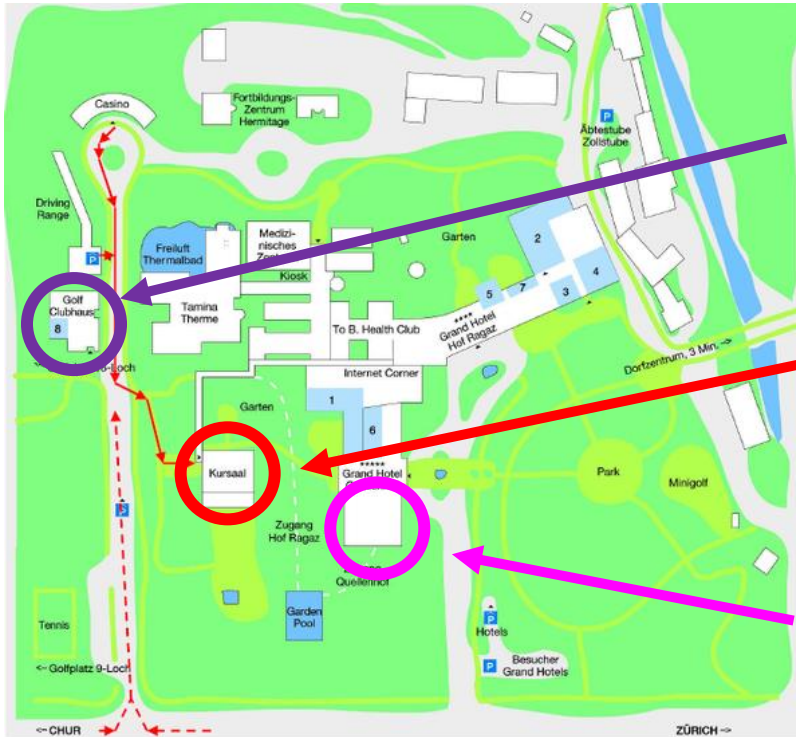 Casino
Fortbildungs-
Zentrum
Hermitage
P
Äbtestube
Zollstube
Driving
Range
P
Freiluft
Thermalbad
Medizi-
nisches
Kiosk
Garten
2
4
5
7
3
Golf
Clubhaus
8
Tamina
Therme
To B. Health Club
****
Grand Hotel
Hof Ragaz
Dorfzentrum, 3 Min. ->
Internet Corner
Garten
1
6
*****
Grand Hotel
Kursaal
Park
Minigolf
P
Zugang
Hof Ragaz
Quellenhof
Garden
Pool
Tennis
P
Hotels
<- Golfplatz 9-Loch
P
Besucher
Grand Hotels
<- CHUR
ZÜRICH ->